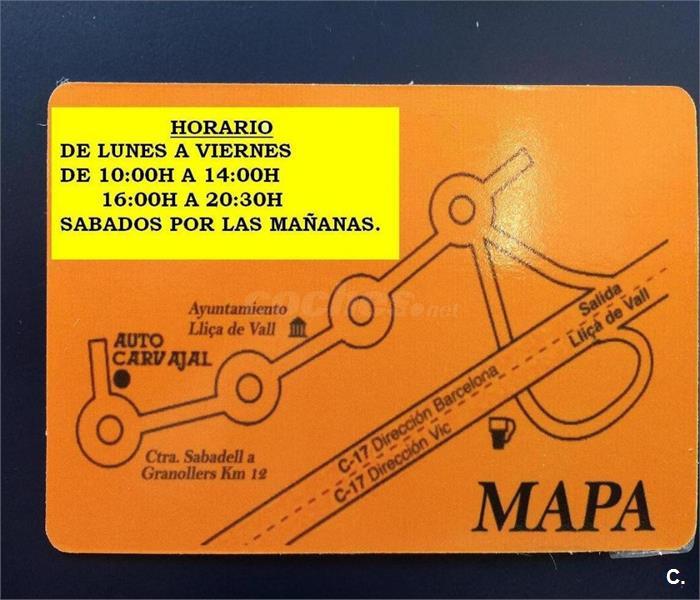 HORARIO
DE LUNES A VIERNES
DE 10:00H A 14:00H
16:00H A 20:30H
SABADOS POR LAS MAÑANAS.
Ayuntamiento
Lliça de Vall
coches.net
AUTO
CARVAJAL
Salida
Lliça de Vall
C-17 Dirección Barcelona
C-17 Dirección Vic
Ctra. Sabadell a
Granollers Km 12
MAPA
C.